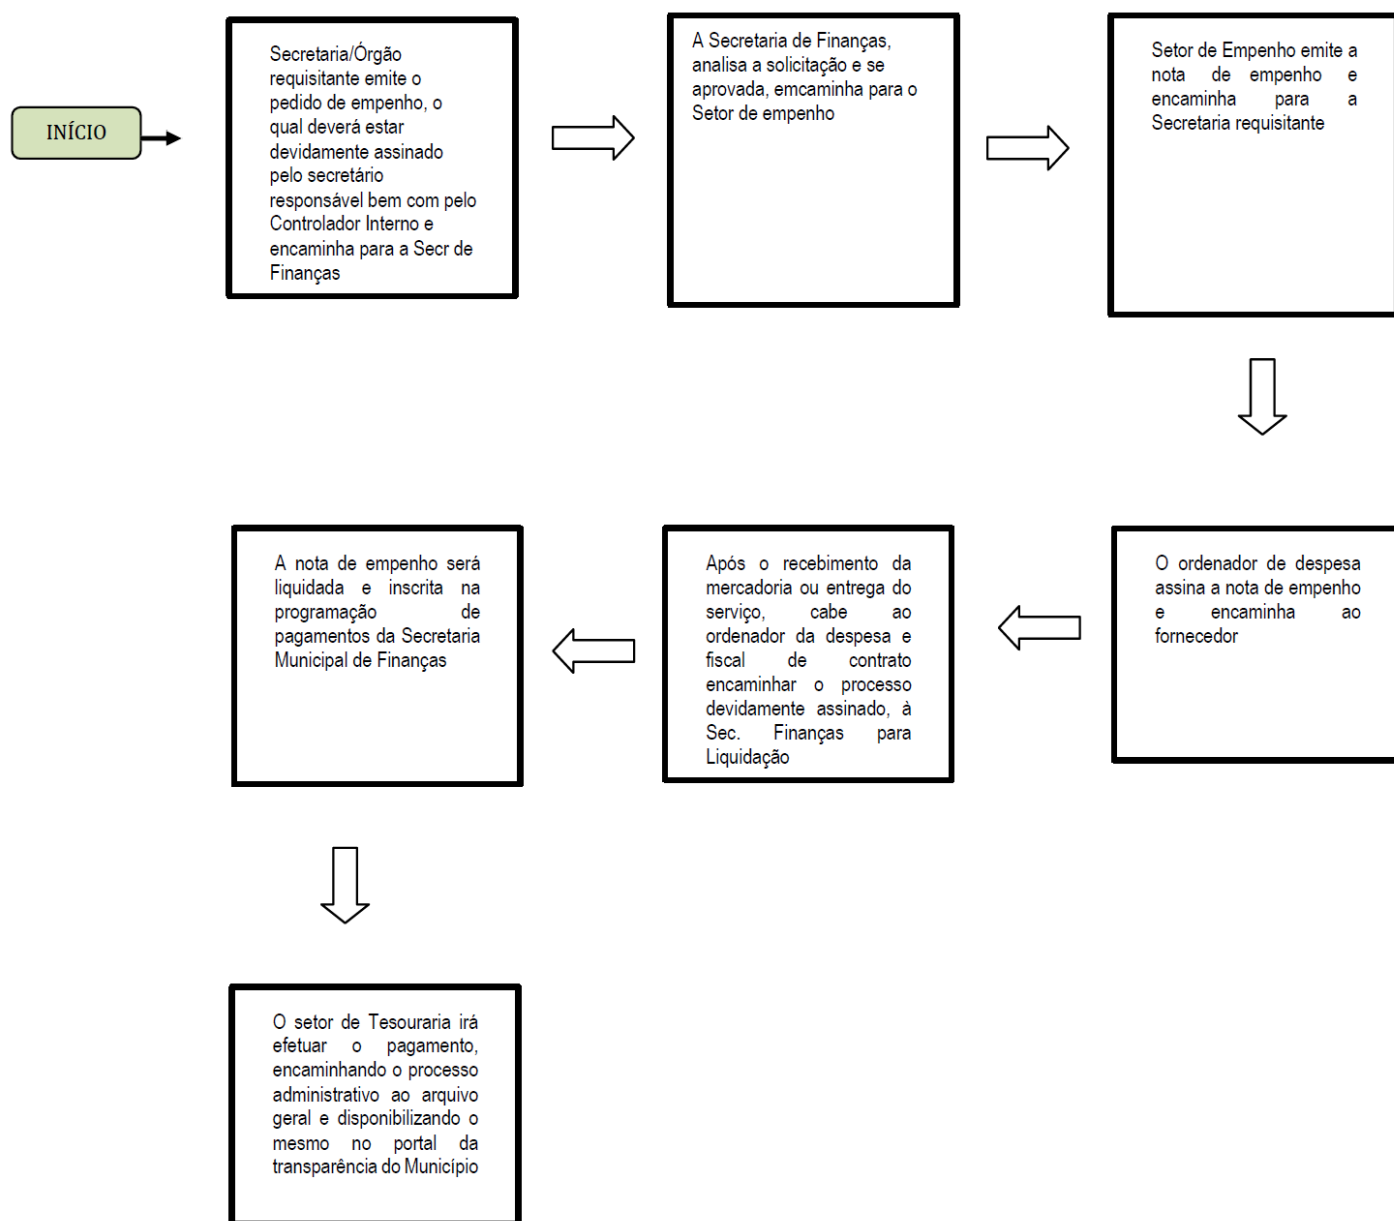 INÍCIO
Secretaria/Órgão
requisitante emite o
pedido de empenho, o
qual deverá estar
devidamente assinado
pelo secretário
responsável bem com pelo
Controlador Interno e
encaminha para a Secr de
Finanças
A Secretaria de Finanças,
analisa a solicitação e se
aprovada, emcaminha para o
Setor de empenho
Setor de Empenho emite a
nota de empenho e
encaminha para a
Secretaria requisitante
O ordenador de despesa
assina a nota de empenho
e encaminha ao
fornecedor
Após o recebimento da
mercadoria ou entrega do
serviço, cabe ao
ordenador da despesa e
fiscal de contrato
encaminhar o processo
devidamente assinado, à
Sec. Finanças para
Liquidação
A nota de empenho será
liquidada e inscrita na
programação de
pagamentos da Secretaria
Municipal de Finanças
O setor de Tesouraria irá
efetuar o pagamento,
encaminhando o processo
administrativo ao arquivo
geral e disponibilizando o
mesmo no portal da
transparência do Município